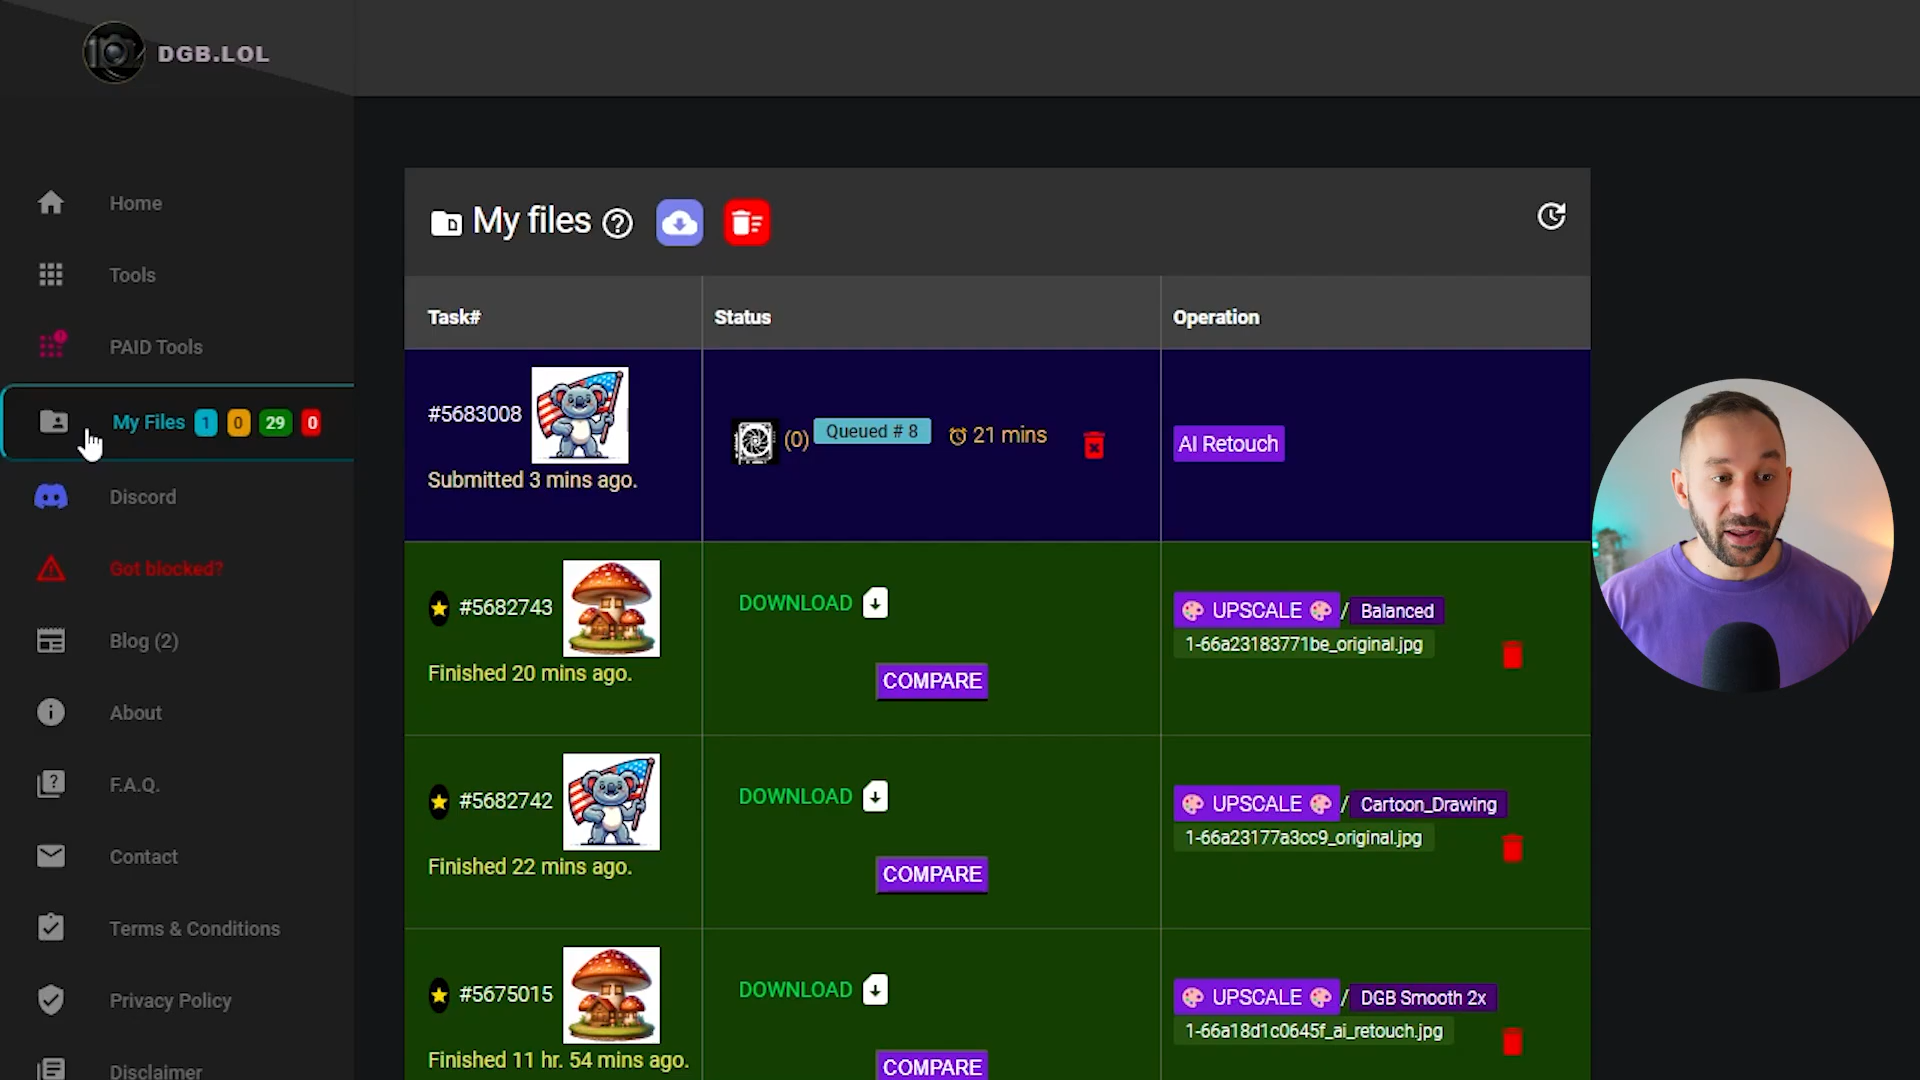 DGB.LOL
Home
Tools
PAID Tools
My Files 1 0 29 0
Discord
Got blocked?
Blog (2)
About
F.A.Q.
Contact
Terms & Conditions
Privacy Policy
Disclaimer
My files
Task# Status Operation
#5683008 (0) Queued # 8 21 mins AI Retouch
Submitted 3 mins ago.
#5682743 DOWNLOAD UPSCALE / Balanced
1-66a23183771be_original.jpg
Finished 20 mins ago. COMPARE
#5682742 DOWNLOAD UPSCALE / Cartoon_Drawing
1-66a23177a3cc9_original.jpg
Finished 22 mins ago. COMPARE
#5675015 DOWNLOAD UPSCALE / DGB Smooth 2x
1-66a18d1c0645f_ai_retouch.jpg
Finished 11 hr. 54 mins ago. COMPARE